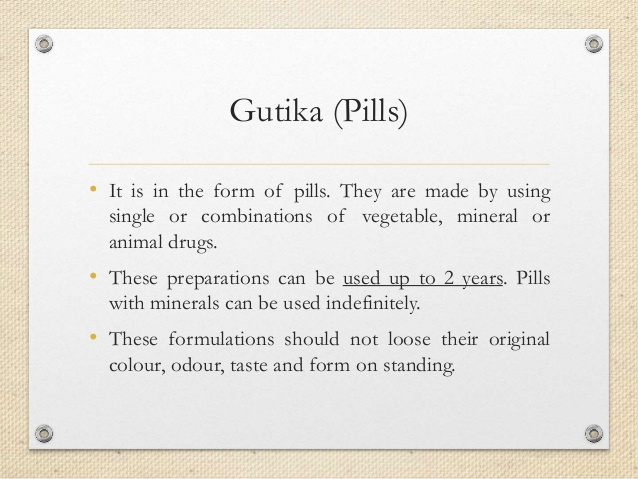 Gutika (Pills)
• It is in the form of pills. They are made by using
single or combinations of vegetable, mineral or
animal drugs.
• These preparations can be used up to 2 years. Pills
with minerals can be used indefinitely.
• These formulations should not loose their original
colour, odour, taste and form on standing.